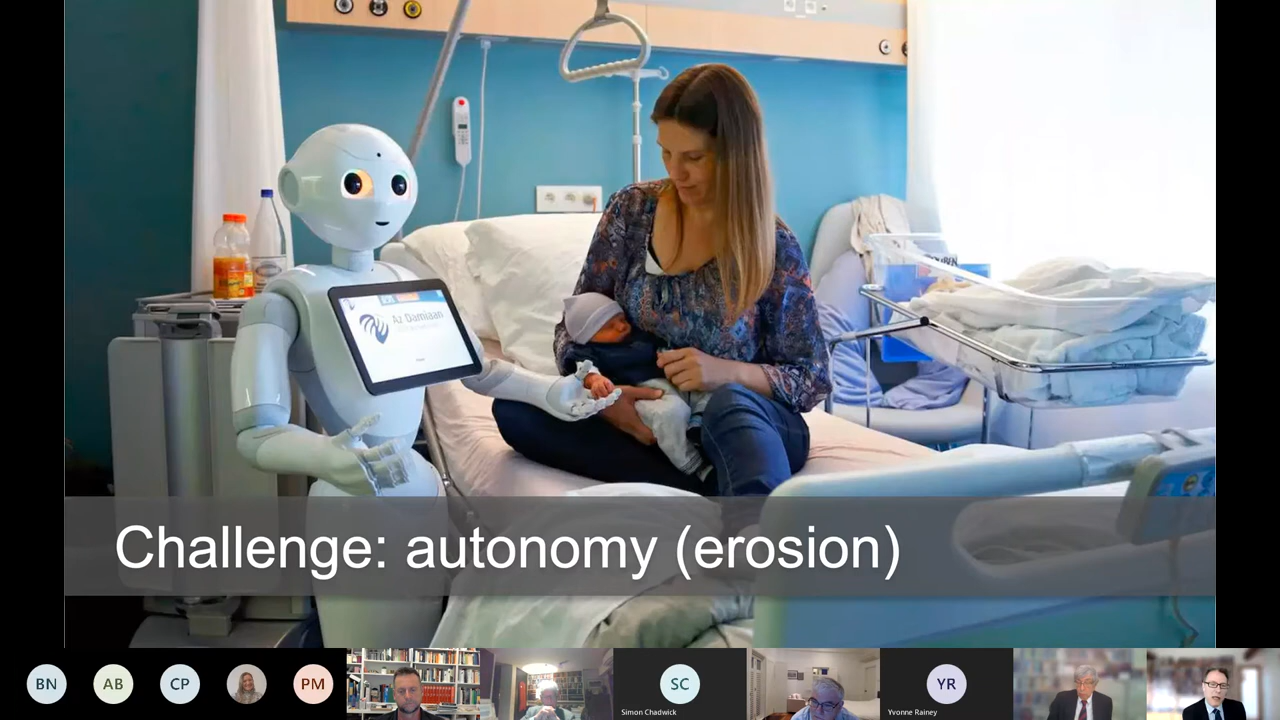 Az Damiaan
Challenge: autonomy (erosion)
BN
AB
CP
PM
SC
Simon Chadwick
YR
Yvonne Rainey